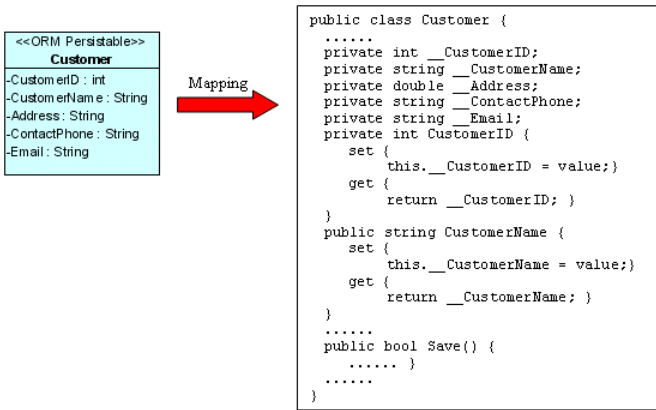 <<ORM Persistable>>
Customer
-CustomerID : int
-CustomerName : String
-Address : String
-ContactPhone : String
-Email : String
Mapping
public class Customer {
......
private int __CustomerID;
private string __CustomerName;
private double __Address;
private string __ContactPhone;
private string __Email;
private int CustomerID {
set {
this.__CustomerID = value;}
get {
return __CustomerID; }
}
public string CustomerName {
set {
this.__CustomerName = value;}
get {
return __CustomerName; }
}
......
public bool Save() {
...... }
......
}